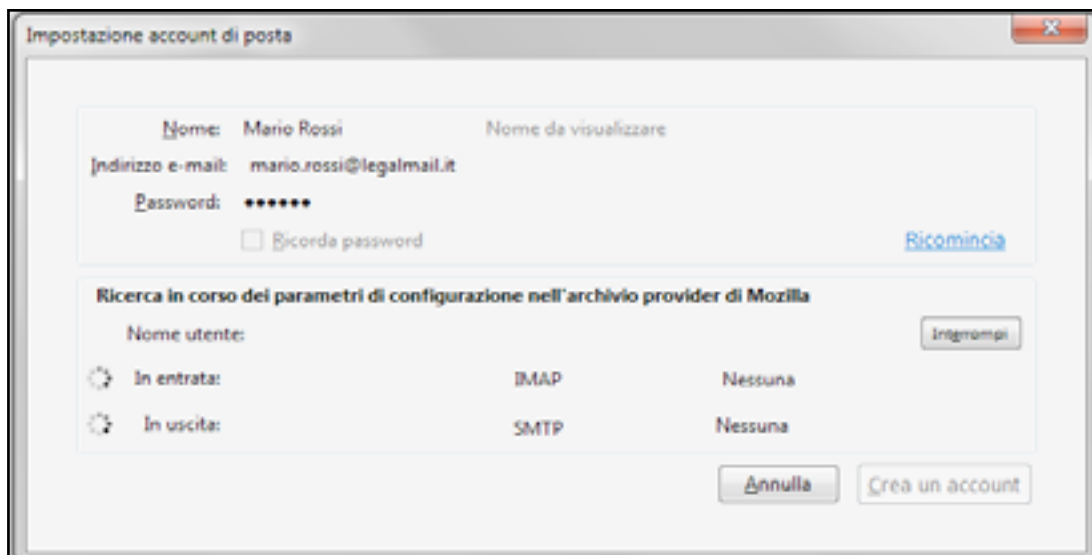 Impostazione account di posta
Nome: Mario Rossi Nome da visualizzare
Indirizzo e-mail: mario.rossi@legalmail.it
Password: ••••••
Ricorda password Ricomincia
Ricerca in corso dei parametri di configurazione nell'archivio provider di Mozilla
Nome utente: Interrompi
In entrata: IMAP Nessuna
In uscita: SMTP Nessuna
Annulla Crea un account